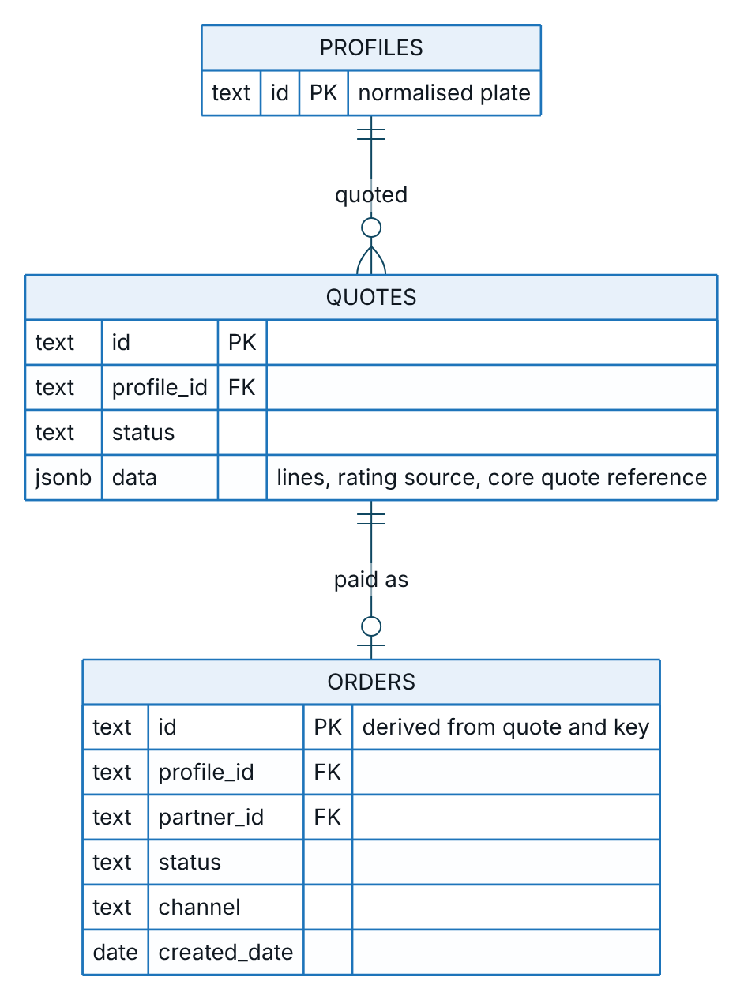 PROFILES
text id PK normalised plate
quoted
QUOTES
text id PK
text profile_id FK
text status
jsonb data lines, rating source, core quote reference
paid as
ORDERS
text id PK derived from quote and key
text profile_id FK
text partner_id FK
text status
text channel
date created_date